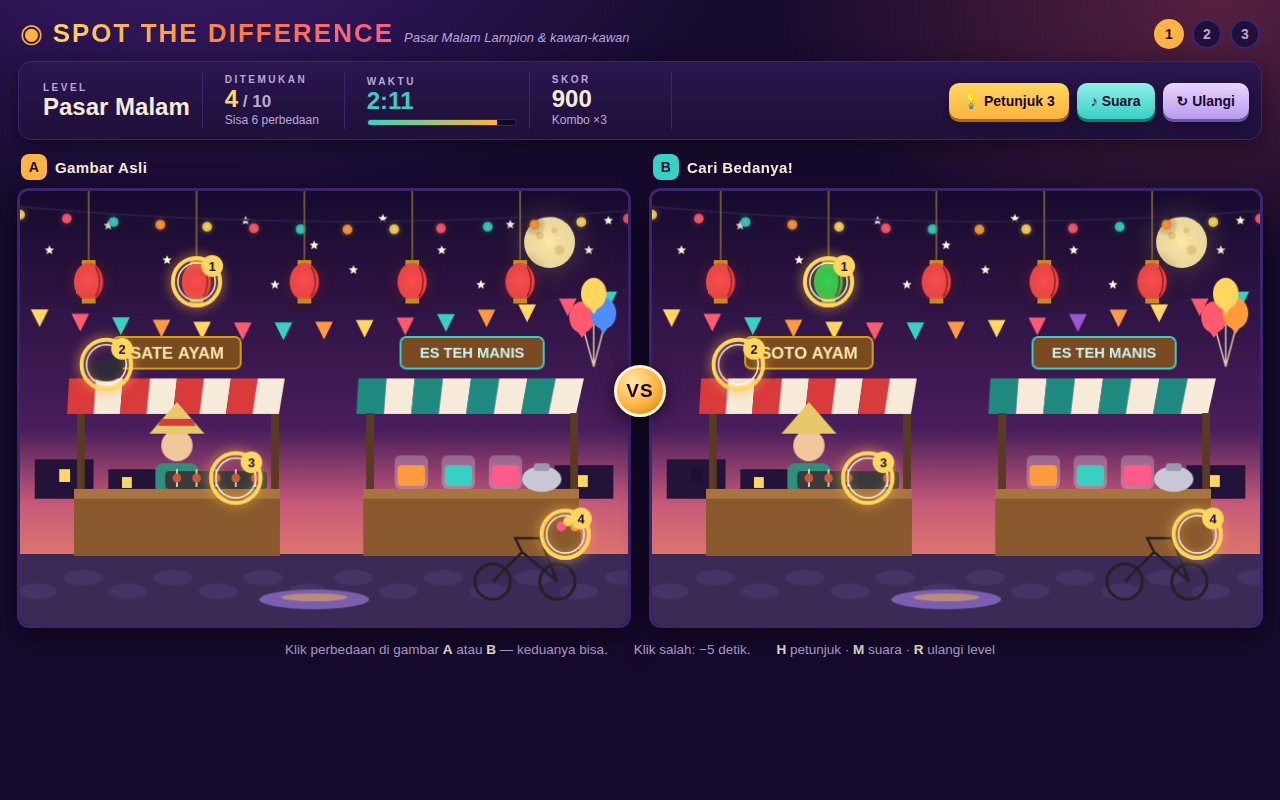 ◉ SPOT THE DIFFERENCE Pasar Malam Lampion & kawan-kawan
1 2 3
LEVEL
Pasar Malam
DITEMUKAN
4 / 10
Sisa 6 perbedaan
WAKTU
2:11
SKOR
900
Kombo ×3
💡 Petunjuk 3
♪ Suara
↻ Ulangi
A Gambar Asli
1
2
SATE AYAM
ES TEH MANIS
3
4
VS
B Cari Bedanya!
1
2
SOTO AYAM
ES TEH MANIS
3
4
Klik perbedaan di gambar A atau B — keduanya bisa. Klik salah: −5 detik. H petunjuk · M suara · R ulangi level